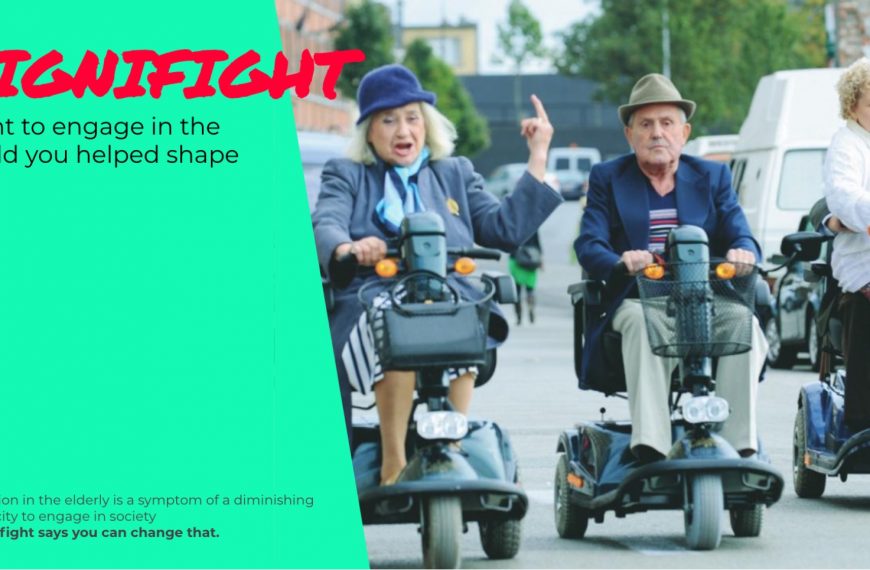 IGNIFIGHT
nt to engage in the
ld you helped shape
ion in the elderly is a symptom of a diminishing
city to engage in society
fight says you can change that.